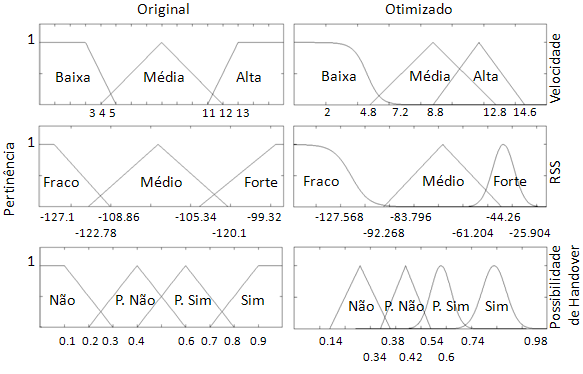 Original Otimizado
Pertinência
1
Baixa Média Alta
3 4 5 11 12 13
Baixa Média Alta
2 4.8 7.2 8.8 12.8 14.6
Velocidade
1
Fraco Médio Forte
-127.1 -108.86 -105.34 -99.32
-122.78 -120.1
Fraco Médio Forte
-127.568 -83.796 -44.26
-92.268 -61.204 -25.904
RSS
1
Não P. Não P. Sim Sim
0.1 0.2 0.3 0.4 0.6 0.7 0.8 0.9
Não P. Não P. Sim Sim
0.14 0.38 0.54 0.74 0.98
0.34 0.42 0.6
Possibilidade
de Handover